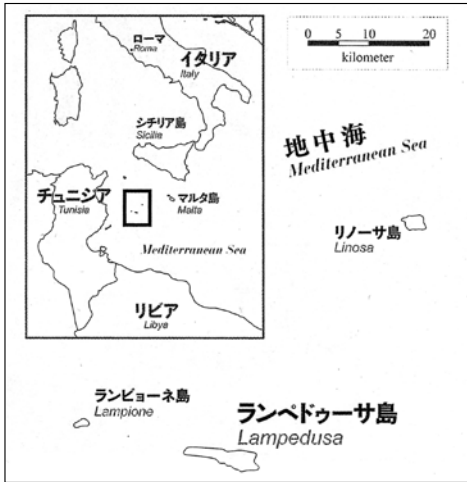 ローマ
Roma
イタリア
Italy
シチリア島
Sicilia
チュニジア
Tunisia
マルタ島
Malta
Mediterranean Sea
リビア
Libya
0 5 10 20
kilometer
地中海
Mediterranean Sea
リノーサ島
Linosa
ランピョーネ島
Lampione
ランペドゥーサ島
Lampedusa